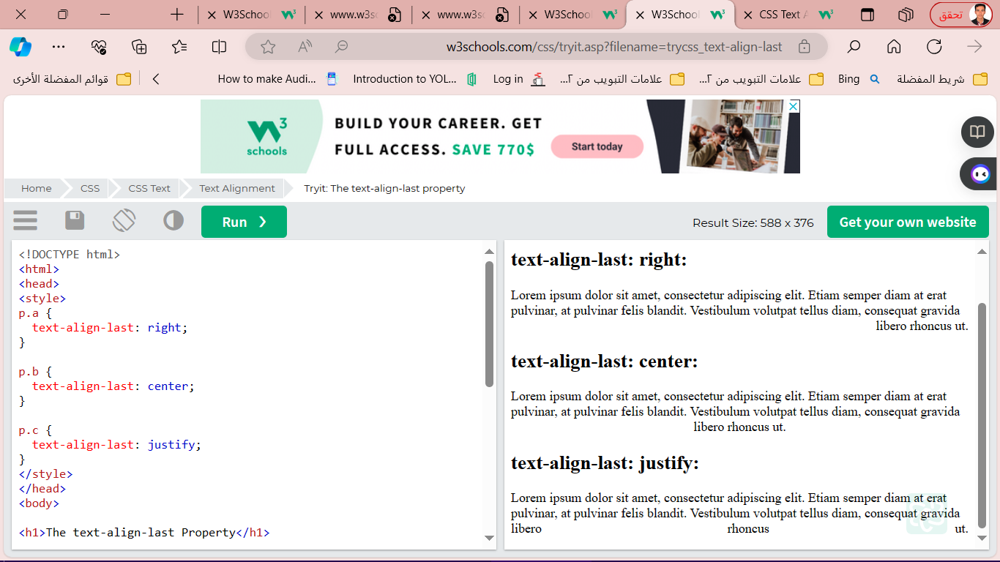 W3School
www.w3s
www.w3s
W3School
W3School
CSS Text A
تحقق
w3schools.com/css/tryit.asp?filename=trycss_text-align-last
قوائم المفضلة الأخرى
How to make Audi...
Introduction to YOL...
Log in
علامات التبويب من ٢...
علامات التبويب من ٢...
Bing
شريط المفضلة
W3
schools
BUILD YOUR CAREER. GET
FULL ACCESS. SAVE 770$
Start today
Home
CSS
CSS Text
Text Alignment
Tryit: The text-align-last property
Run ❯
Result Size: 588 x 376
Get your own website
<!DOCTYPE html>
<html>
<head>
<style>
p.a {
  text-align-last: right;
}
p.b {
  text-align-last: center;
}
p.c {
  text-align-last: justify;
}
</style>
</head>
<body>
<h1>The text-align-last Property</h1>
text-align-last: right:
Lorem ipsum dolor sit amet, consectetur adipiscing elit. Etiam semper diam at erat
pulvinar, at pulvinar felis blandit. Vestibulum volutpat tellus diam, consequat gravida
libero rhoncus ut.
text-align-last: center:
Lorem ipsum dolor sit amet, consectetur adipiscing elit. Etiam semper diam at erat
pulvinar, at pulvinar felis blandit. Vestibulum volutpat tellus diam, consequat gravida
libero rhoncus ut.
text-align-last: justify:
Lorem ipsum dolor sit amet, consectetur adipiscing elit. Etiam semper diam at erat
pulvinar, at pulvinar felis blandit. Vestibulum volutpat tellus diam, consequat gravida
libero rhoncus ut.